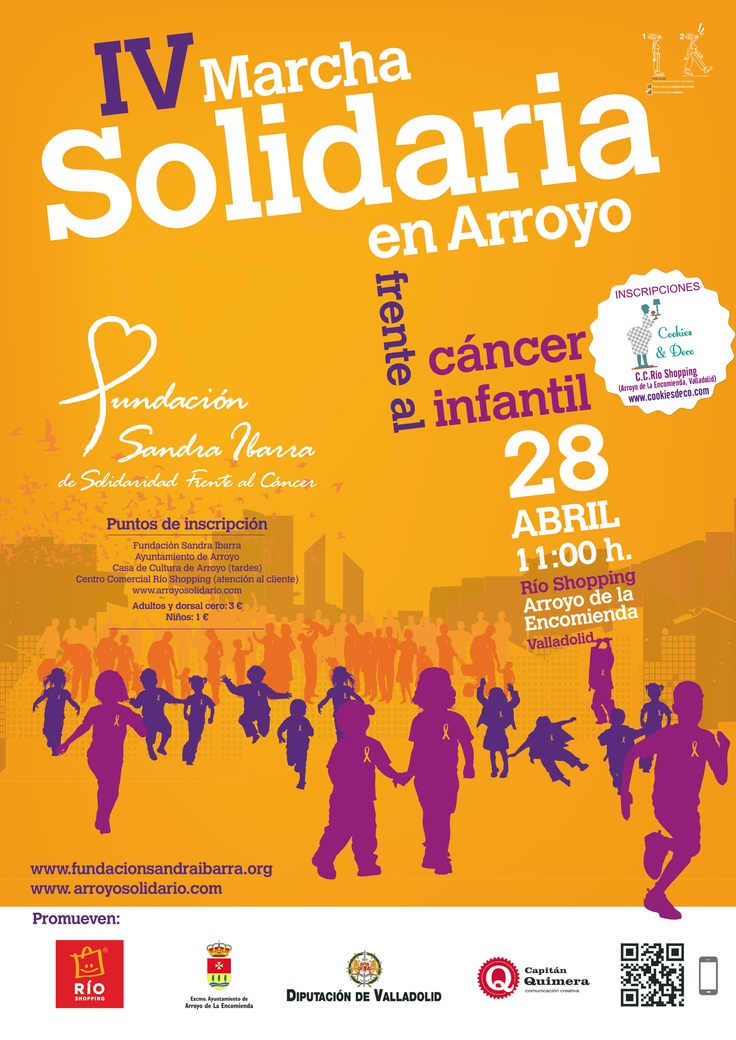 IV Marcha
Solidaria
en Arroyo
frente al
cáncer
infantil
1 2
INSCRIPCIONES
Cookies
& Deco
C.C.Río Shopping
(Arroyo de la Encomienda, Valladolid)
www.cookiesdeco.com
Fundación
Sandra Ibarra
de Solidaridad Frente al Cáncer
28
ABRIL
11:00 h.
Río Shopping
Arroyo de la
Encomienda
Valladolid
Puntos de inscripción
Fundación Sandra Ibarra
Ayuntamiento de Arroyo
Casa de Cultura de Arroyo (tardes)
Centro Comercial Río Shopping (atención al cliente)
www.arroyosolidario.com
Adultos y dorsal cero: 3 €
Niños: 1 €
www.fundacionsandraibarra.org
www.arroyosolidario.com
Promueven:
RÍO
SHOPPING
Excmo. Ayuntamiento de
Arroyo de La Encomienda
DIPUTACIÓN DE VALLADOLID
Capitán
Quimera
comunicación creativa